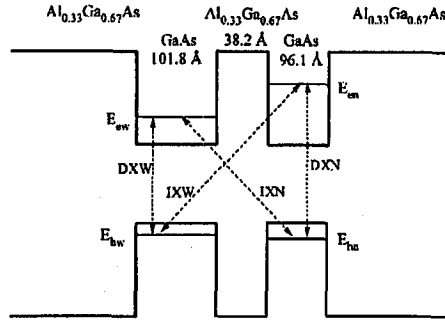 Al0.33Ga0.67As Al0.33Ga0.67As Al0.33Ga0.67As
GaAs 38.2 Å GaAs
101.8 Å 96.1 Å
Eew
Een
DXW
IXW
IXN
DXN
Ehw
Ehn